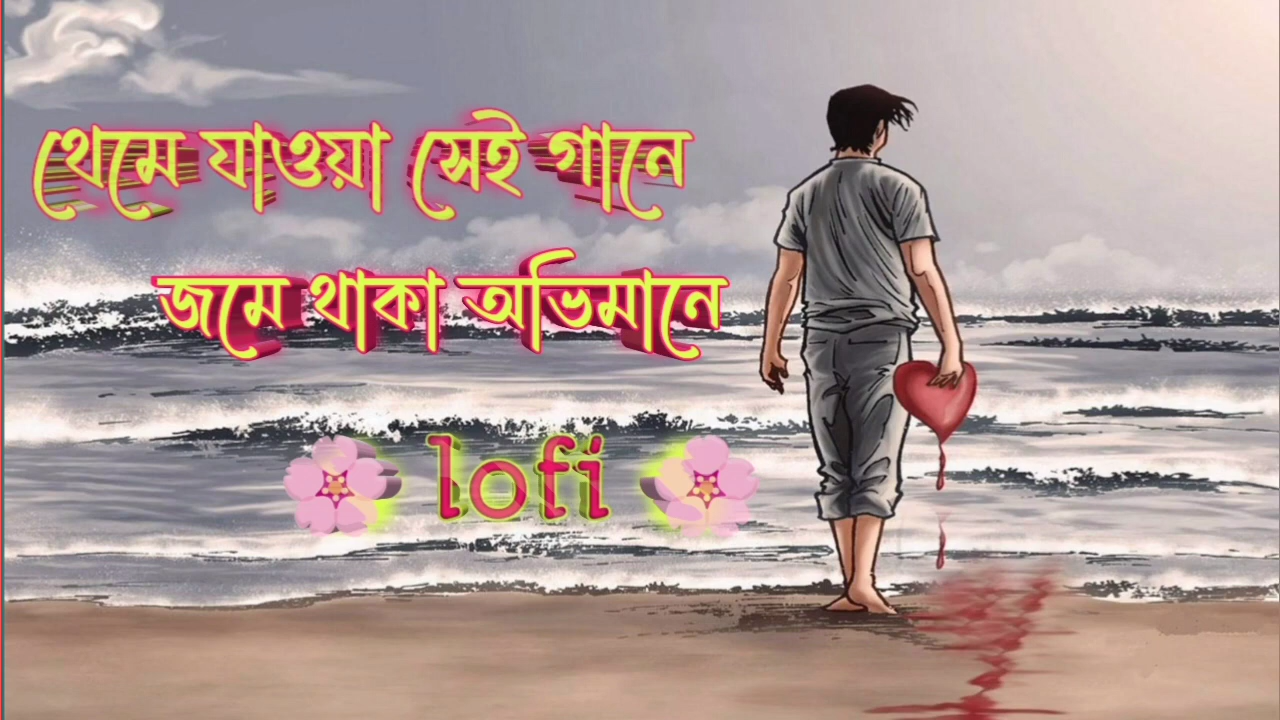 থেমে যাওয়া সেই গানে
জমে থাকা অভিমানে
🌸 lofi 🌸